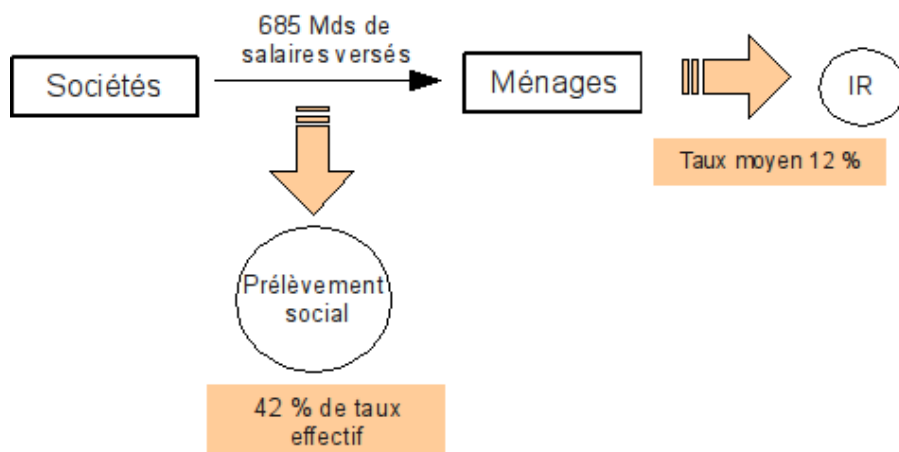 685 Mds de
salaires versés
Sociétés
Ménages
IR
Taux moyen 12 %
Prélèvement
social
42 % de taux
effectif